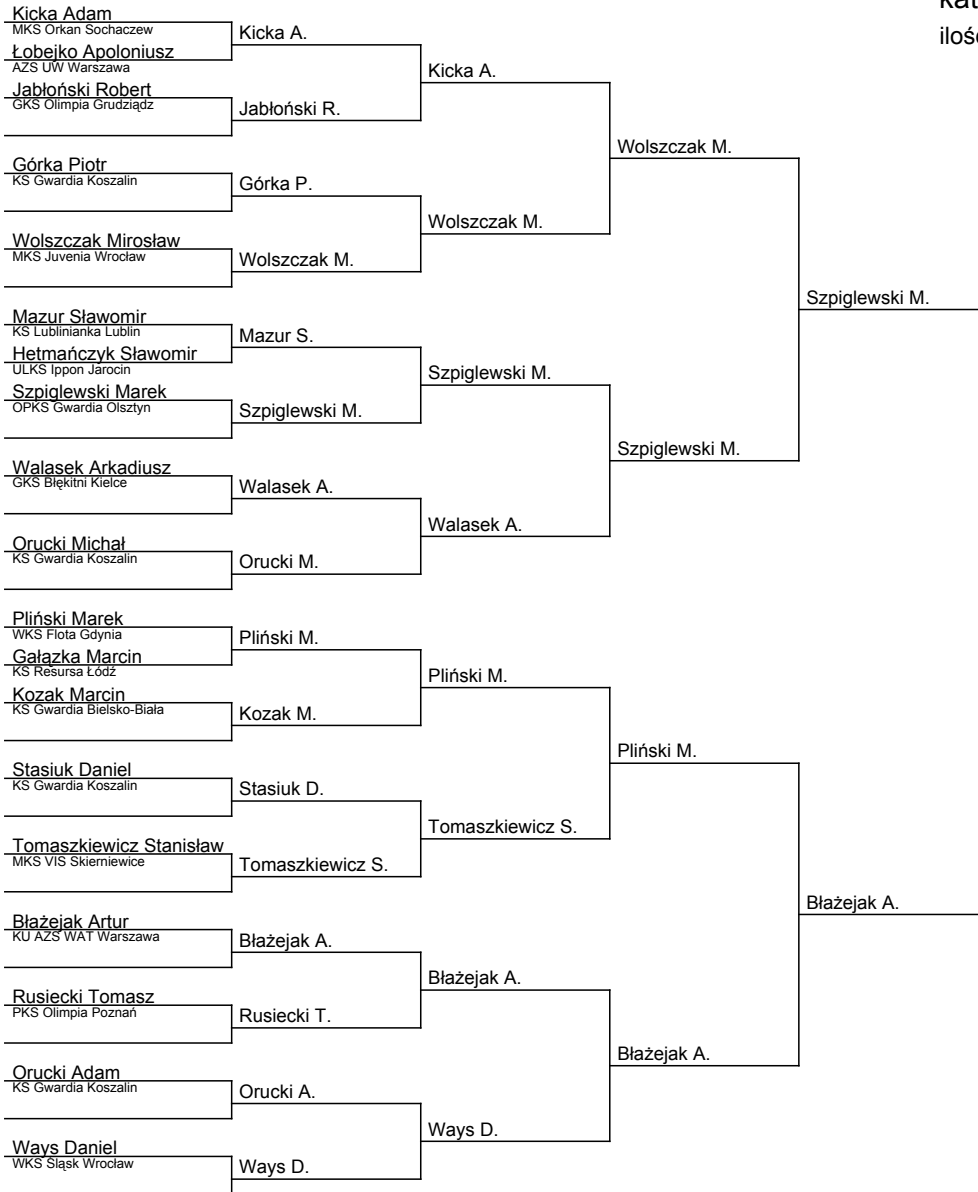 Kicka Adam
MKS Orkan Sochaczew
Łobejko Apoloniusz
AZS UW Warszawa
Jabłoński Robert
GKS Olimpia Grudziądz
Górka Piotr
KS Gwardia Koszalin
Wolszczak Mirosław
MKS Juvenia Wrocław
Mazur Sławomir
KS Lublinianka Lublin
Hetmańczyk Sławomir
ULKS Ippon Jarocin
Szpiglewski Marek
OPKS Gwardia Olsztyn
Walasek Arkadiusz
GKS Błękitni Kielce
Orucki Michał
KS Gwardia Koszalin
Pliński Marek
WKS Flota Gdynia
Gałązka Marcin
KS Resursa Łódź
Kozak Marcin
KS Gwardia Bielsko-Biała
Stasiuk Daniel
KS Gwardia Koszalin
Tomaszkiewicz Stanisław
MKS VIS Skierniewice
Błażejak Artur
KU AZS WAT Warszawa
Rusiecki Tomasz
PKS Olimpia Poznań
Orucki Adam
KS Gwardia Koszalin
Ways Daniel
WKS Śląsk Wrocław
Kicka A.
Jabłoński R.
Górka P.
Wolszczak M.
Mazur S.
Szpiglewski M.
Walasek A.
Orucki M.
Pliński M.
Kozak M.
Stasiuk D.
Tomaszkiewicz S.
Błażejak A.
Rusiecki T.
Orucki A.
Ways D.
Kicka A.
Wolszczak M.
Szpiglewski M.
Walasek A.
Pliński M.
Tomaszkiewicz S.
Błażejak A.
Ways D.
Wolszczak M.
Szpiglewski M.
Pliński M.
Błażejak A.
Szpiglewski M.
Błażejak A.